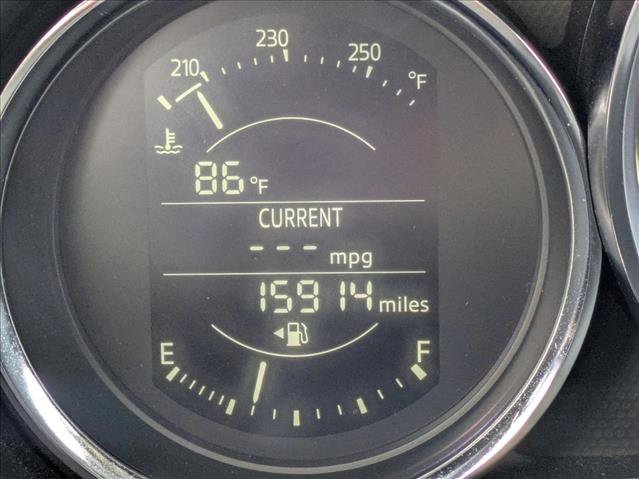 210 230 250 °F
86 °F
CURRENT
--- mpg
15914 miles
E F